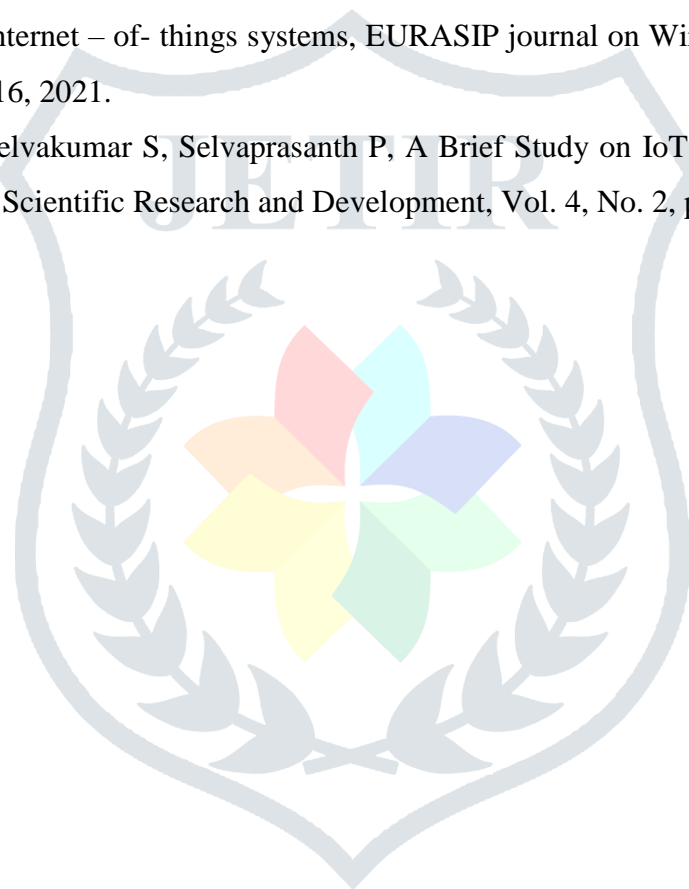 nternet – of- things systems, EURASIP journal on Wi
16, 2021.
elvakumar S, Selvaprasanth P, A Brief Study on IoT
Scientific Research and Development, Vol. 4, No. 2, p
JETIR